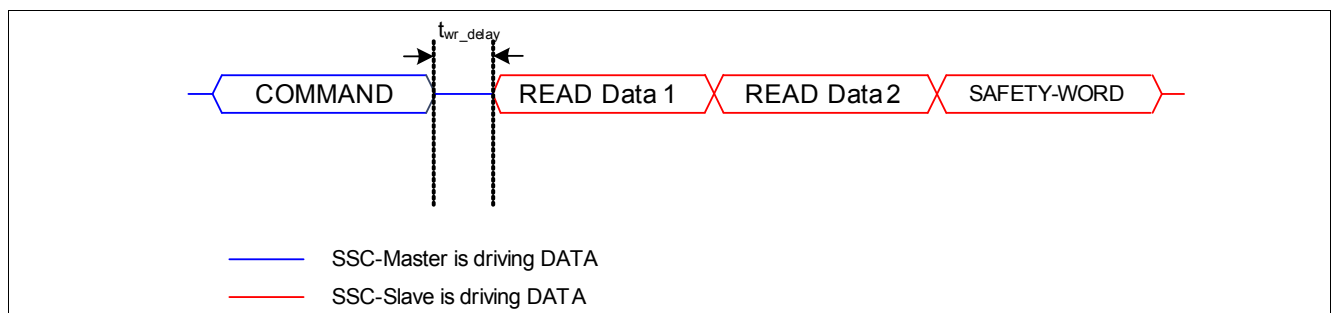 twr_delay
COMMAND READ Data 1 READ Data 2 SAFETY-WORD
SSC-Master is driving DATA
SSC-Slave is driving DATA